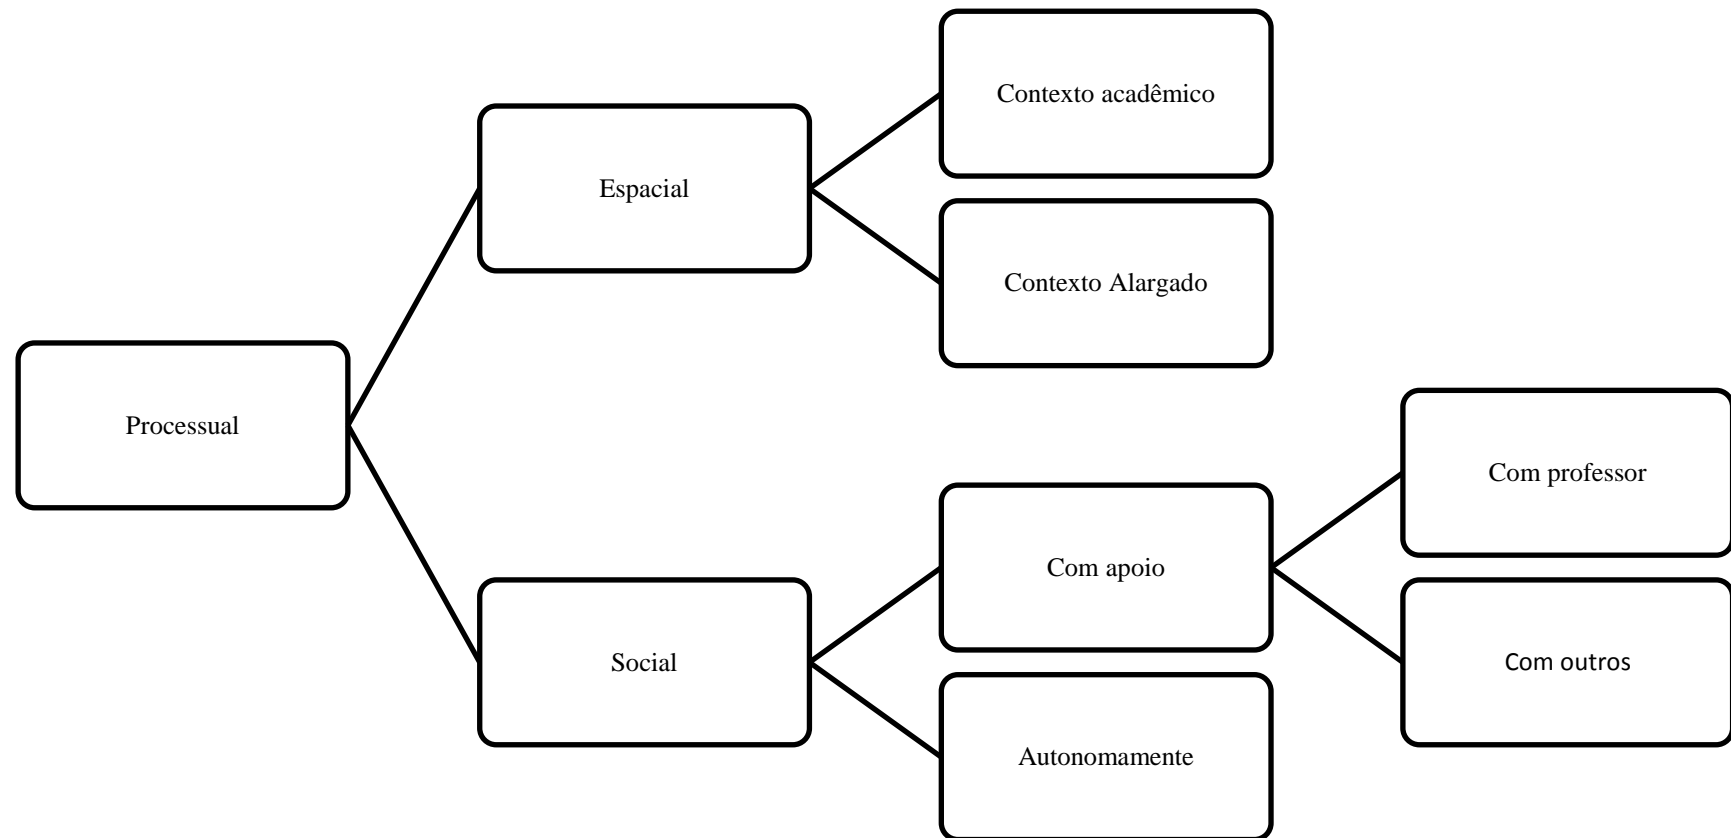 Processual
Espacial
Contexto acadêmico
Contexto Alargado
Social
Com apoio
Com professor
Com outros
Autonomamente